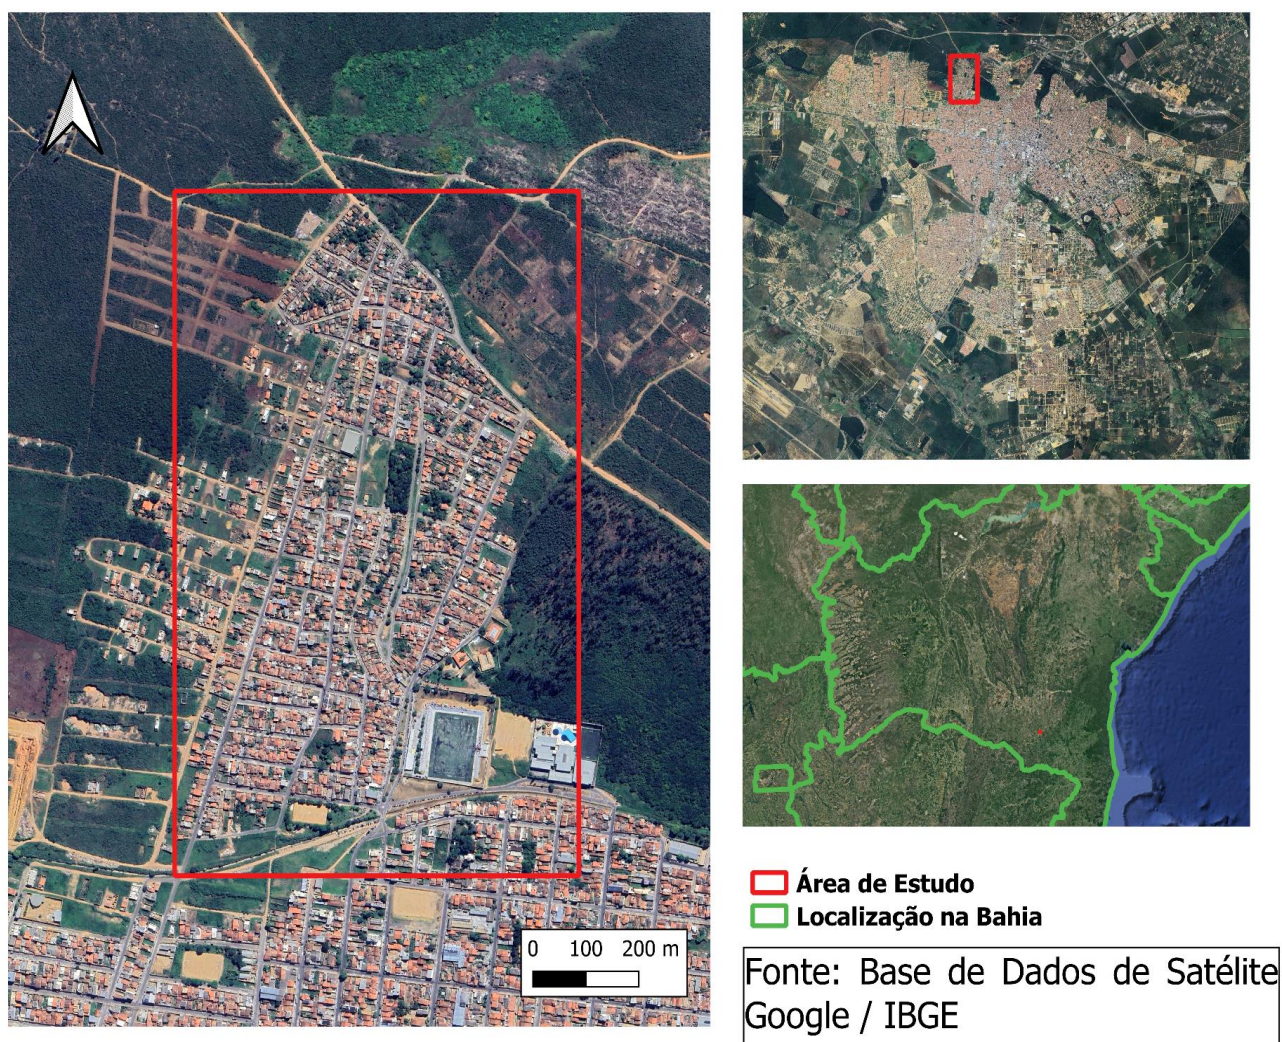 0 100 200 m
Área de Estudo
Localização na Bahia
Fonte: Base de Dados de Satélite
Google / IBGE